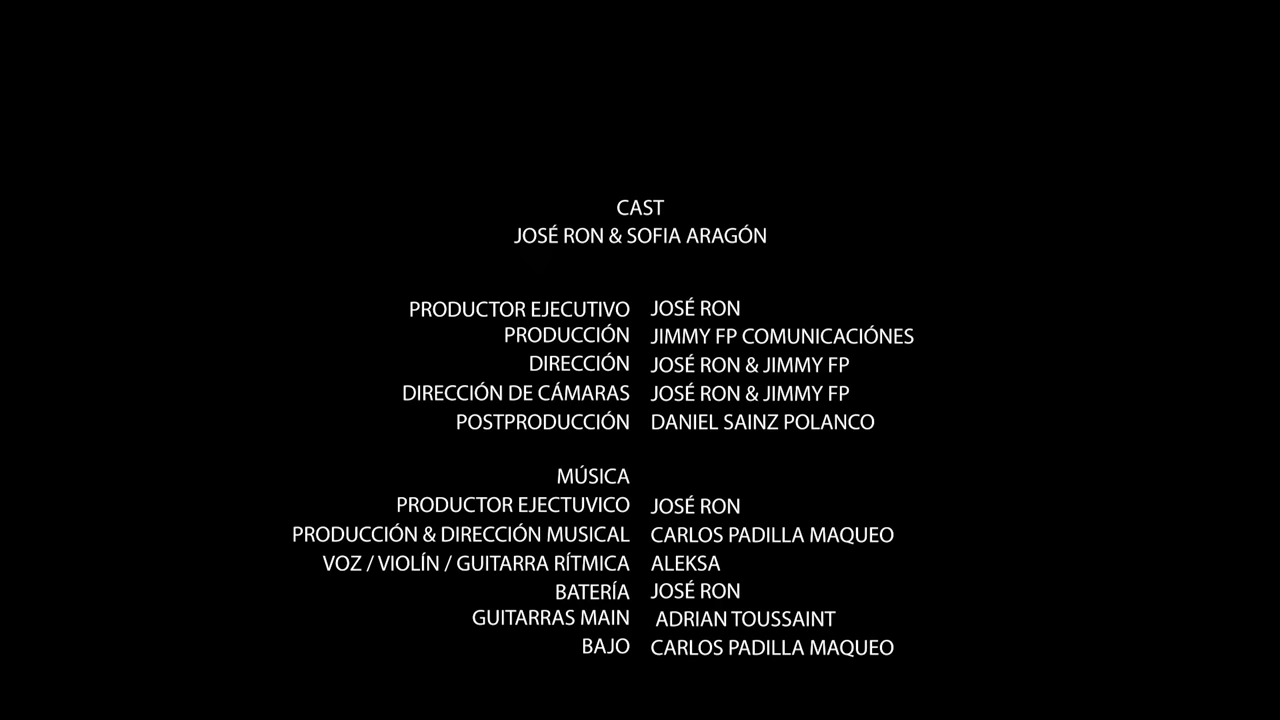 CAST
JOSÉ RON & SOFIA ARAGÓN
PRODUCTOR EJECUTIVO JOSÉ RON
PRODUCCIÓN JIMMY FP COMUNICACIÓNES
DIRECCIÓN JOSÉ RON & JIMMY FP
DIRECCIÓN DE CÁMARAS JOSÉ RON & JIMMY FP
POSTPRODUCCIÓN DANIEL SAINZ POLANCO
MÚSICA
PRODUCTOR EJECTUVICO JOSÉ RON
PRODUCCIÓN & DIRECCIÓN MUSICAL CARLOS PADILLA MAQUEO
VOZ / VIOLÍN / GUITARRA RÍTMICA ALEKSA
BATERÍA JOSÉ RON
GUITARRAS MAIN ADRIAN TOUSSAINT
BAJO CARLOS PADILLA MAQUEO